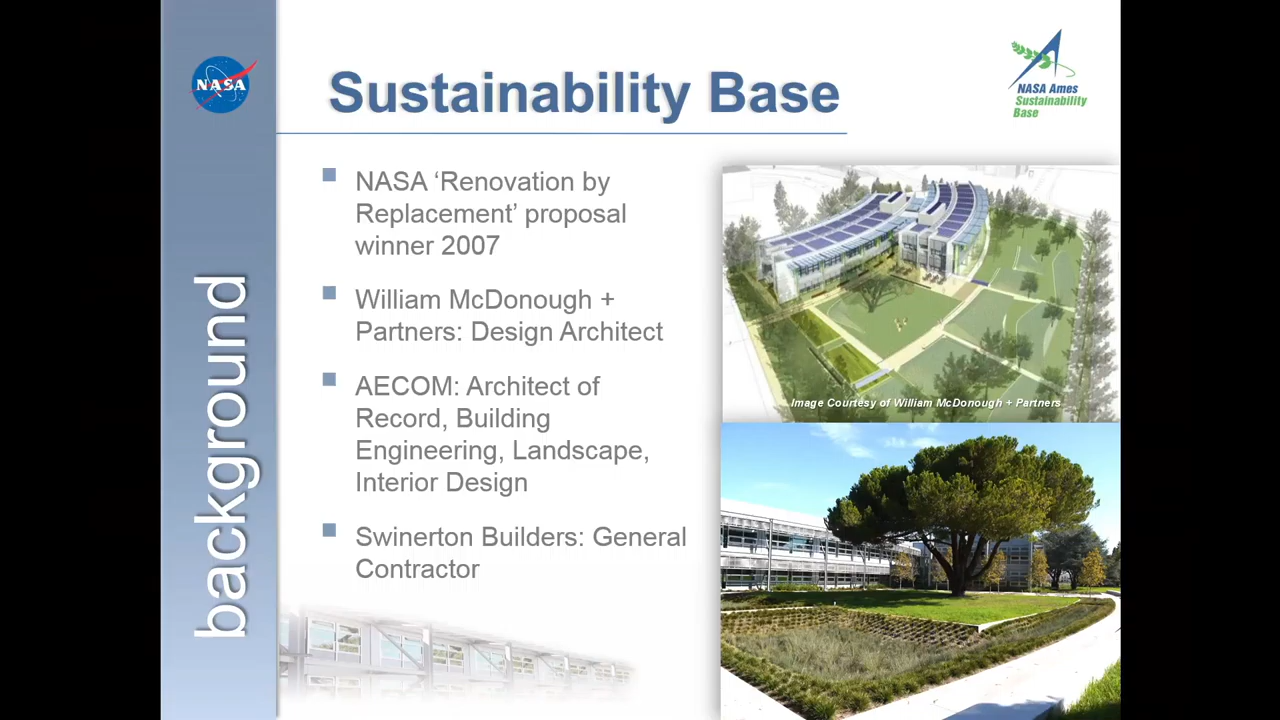 NASA
Sustainability Base
NASA Ames
Sustainability
Base
background
NASA ‘Renovation by
Replacement’ proposal
winner 2007
William McDonough +
Partners: Design Architect
AECOM: Architect of
Record, Building
Engineering, Landscape,
Interior Design
Swinerton Builders: General
Contractor
Image Courtesy of William McDonough + Partners